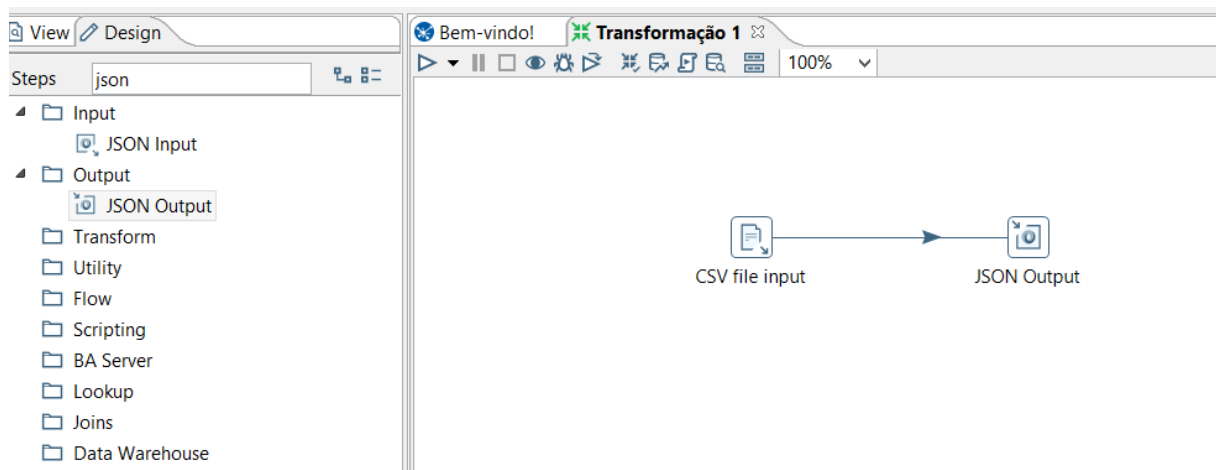 View Design
Bem-vindo! Transformação 1
Steps json
100%
Input
JSON Input
Output
JSON Output
Transform
Utility
Flow
Scripting
BA Server
Lookup
Joins
Data Warehouse
CSV file input JSON Output